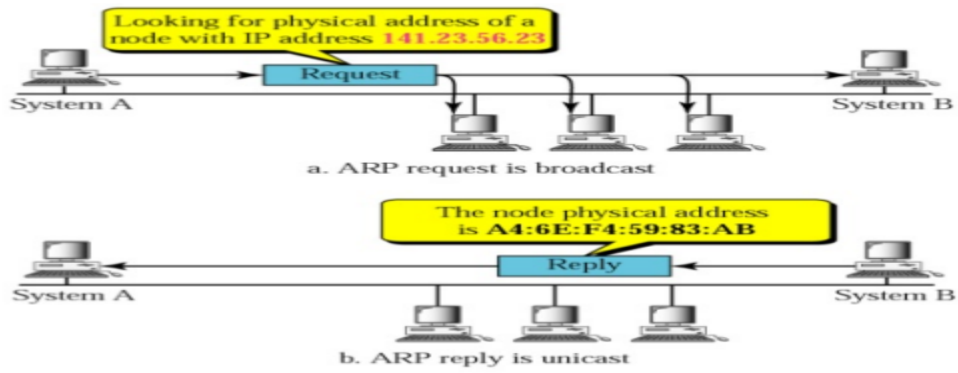 Looking for physical address of a
node with IP address 141.23.56.23
Request
System A
System B
a. ARP request is broadcast
The node physical address
is A4:6E:F4:59:83:AB
Reply
System A
System B
b. ARP reply is unicast